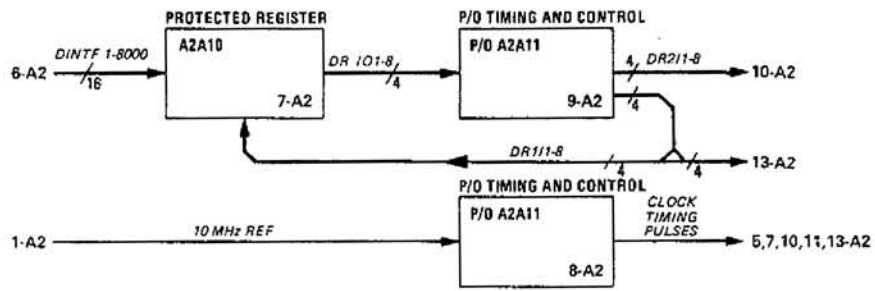 PROTECTED REGISTER
P/O TIMING AND CONTROL
A2A10
P/O A2A11
DINTF 1-8000
DR IO1-8
4
DR2I1-8
6-A2
16
4
10-A2
7-A2
9-A2
4
DR1I1-8
4
4
13-A2
P/O TIMING AND CONTROL
P/O A2A11
CLOCK
TIMING
PULSES
10 MHz REF
1-A2
5,7,10,11,13-A2
8-A2